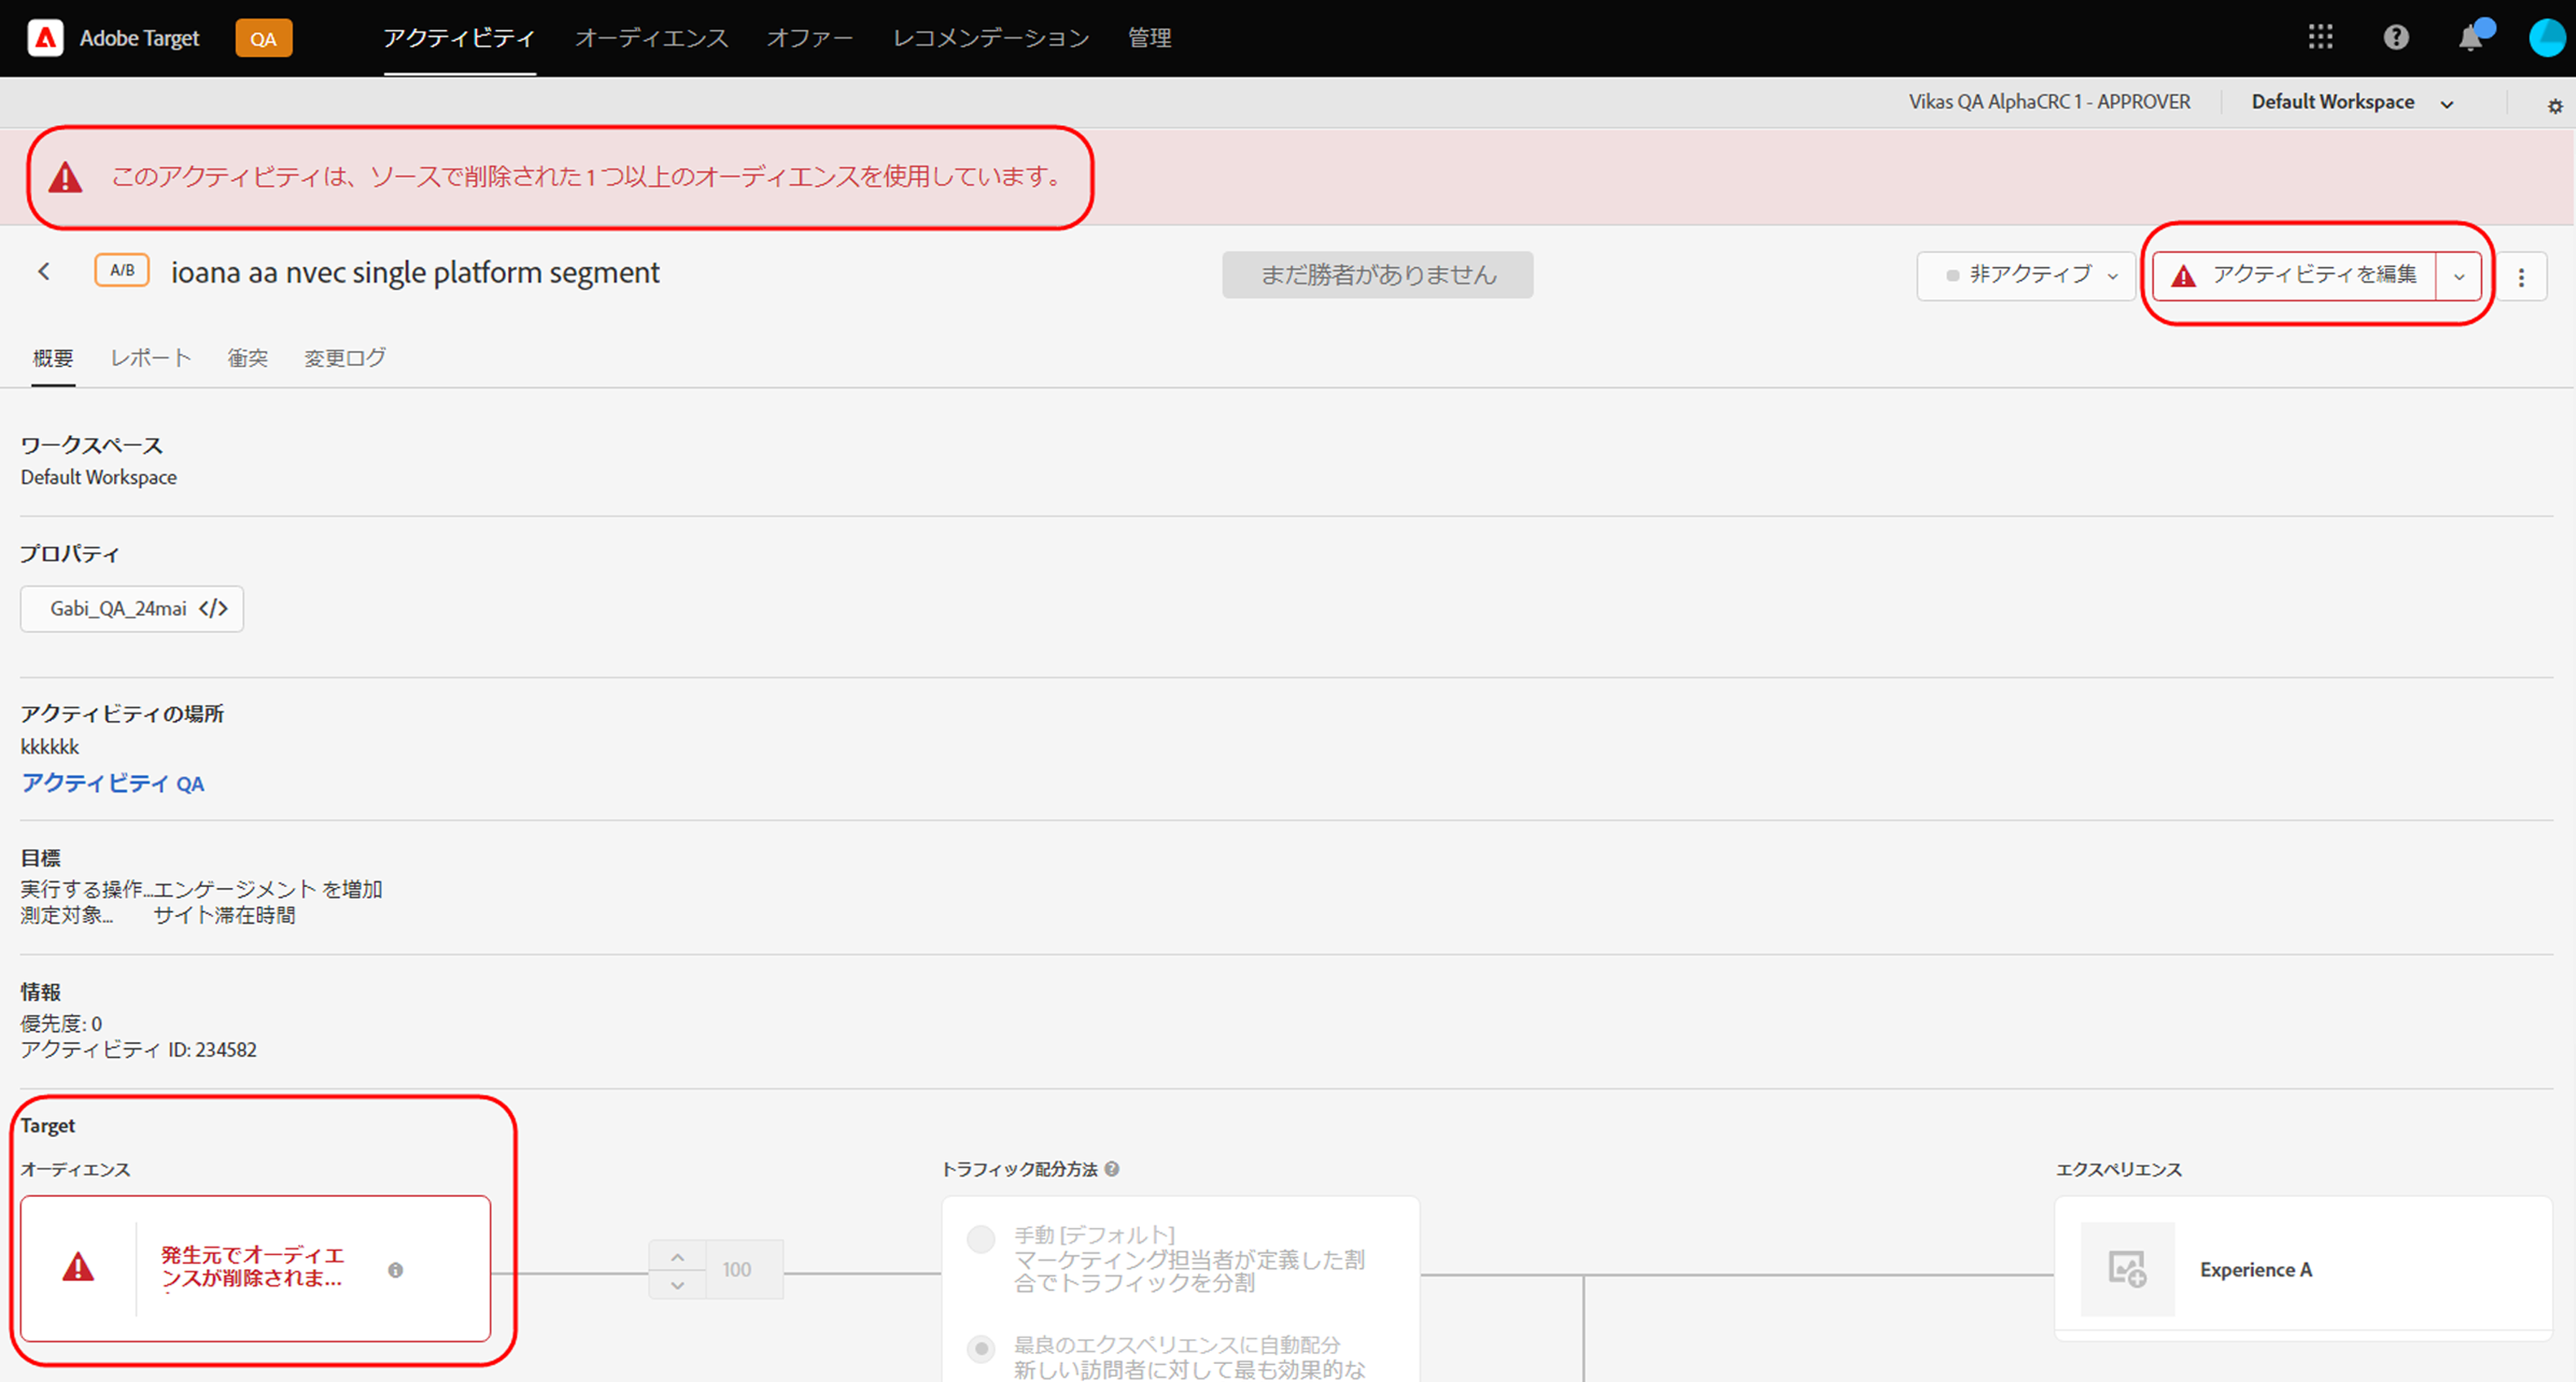 Adobe Target QA アクティビティ オーディエンス オファー レコメンデーション 管理
Vikas QA AlphaCRC 1 - APPROVER Default Workspace
このアクティビティは、ソースで削除された 1 つ以上のオーディエンスを使用しています。
A/B ioana aa nvec single platform segment まだ勝者がありません 非アクティブ アクティビティを編集
概要 レポート 衝突 変更ログ
ワークスペース
Default Workspace
プロパティ
Gabi_QA_24mai </>
アクティビティの場所
kkkkkk
アクティビティ QA
目標
実行する操作...エンゲージメント を増加
測定対象... サイト滞在時間
情報
優先度: 0
アクティビティ ID: 234582
Target
オーディエンス トラフィック配分方法 エクスペリエンス
発生元でオーディエ
ンスが削除されま...
100
手動 [デフォルト]
マーケティング担当者が定義した割
合でトラフィックを分割
Experience A
最良のエクスペリエンスに自動配分
新しい訪問者に対して最も効果的な